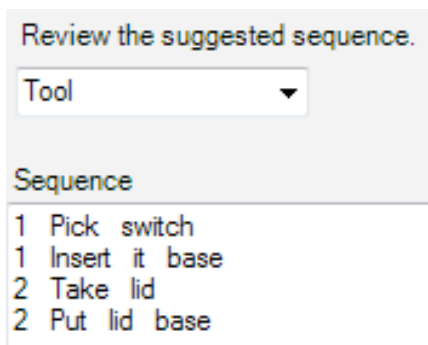 Review the suggested sequence.
Tool
Sequence
1 Pick switch
1 Insert it base
2 Take lid
2 Put lid base